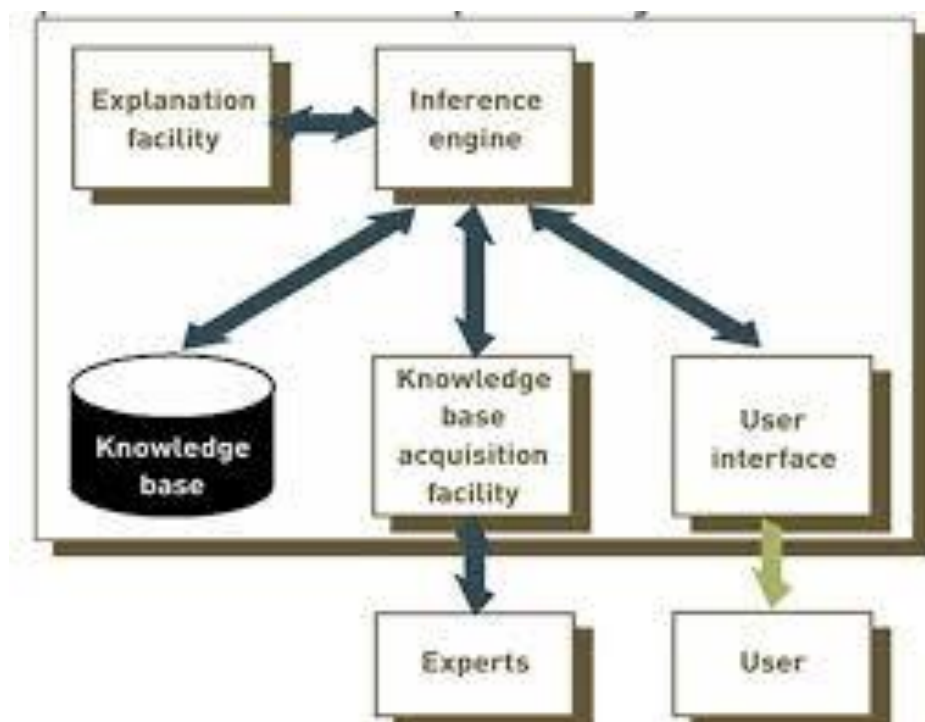 Explanation
facility
Inference
engine
Knowledge
base
Knowledge
base
acquisition
facility
User
interface
Experts
User